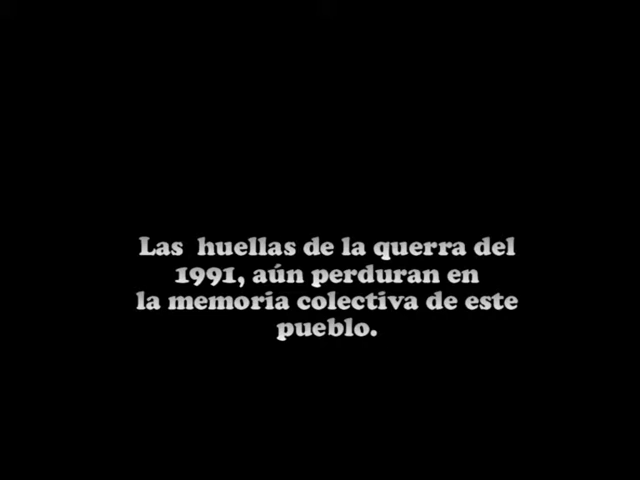 Las huellas de la querra del
1991, aún perduran en
la memoria colectiva de este
pueblo.